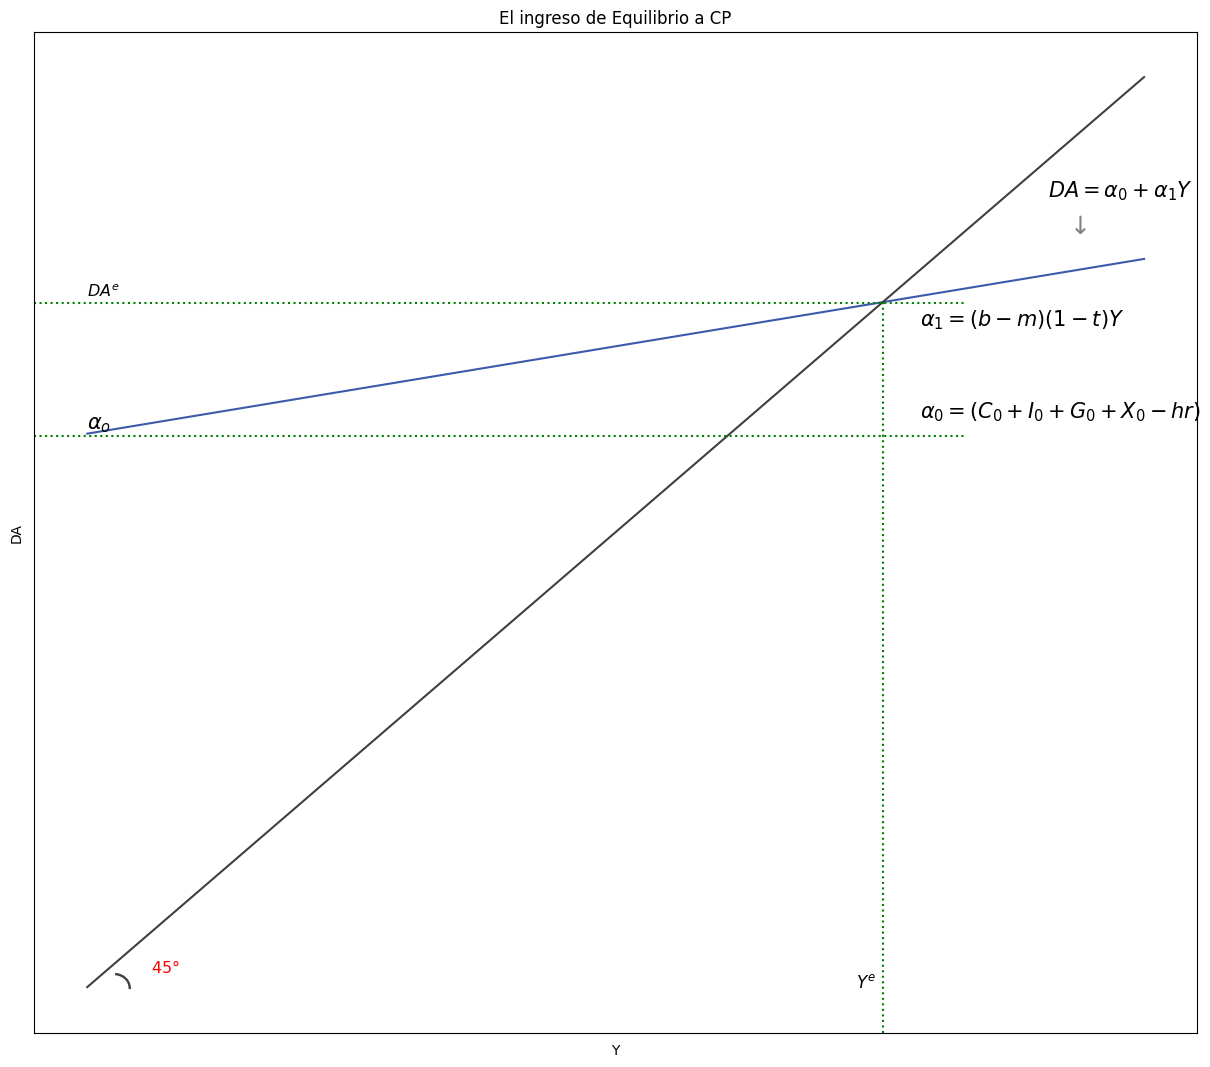 El ingreso de Equilibrio a CP
DA = α₀ + α₁Y
↓
DAᵉ
α₁ = (b − m)(1 − t)Y
α₀ = (C₀ + I₀ + G₀ + X₀ − hr)
αₒ
DA
45°
Yᵉ
Y